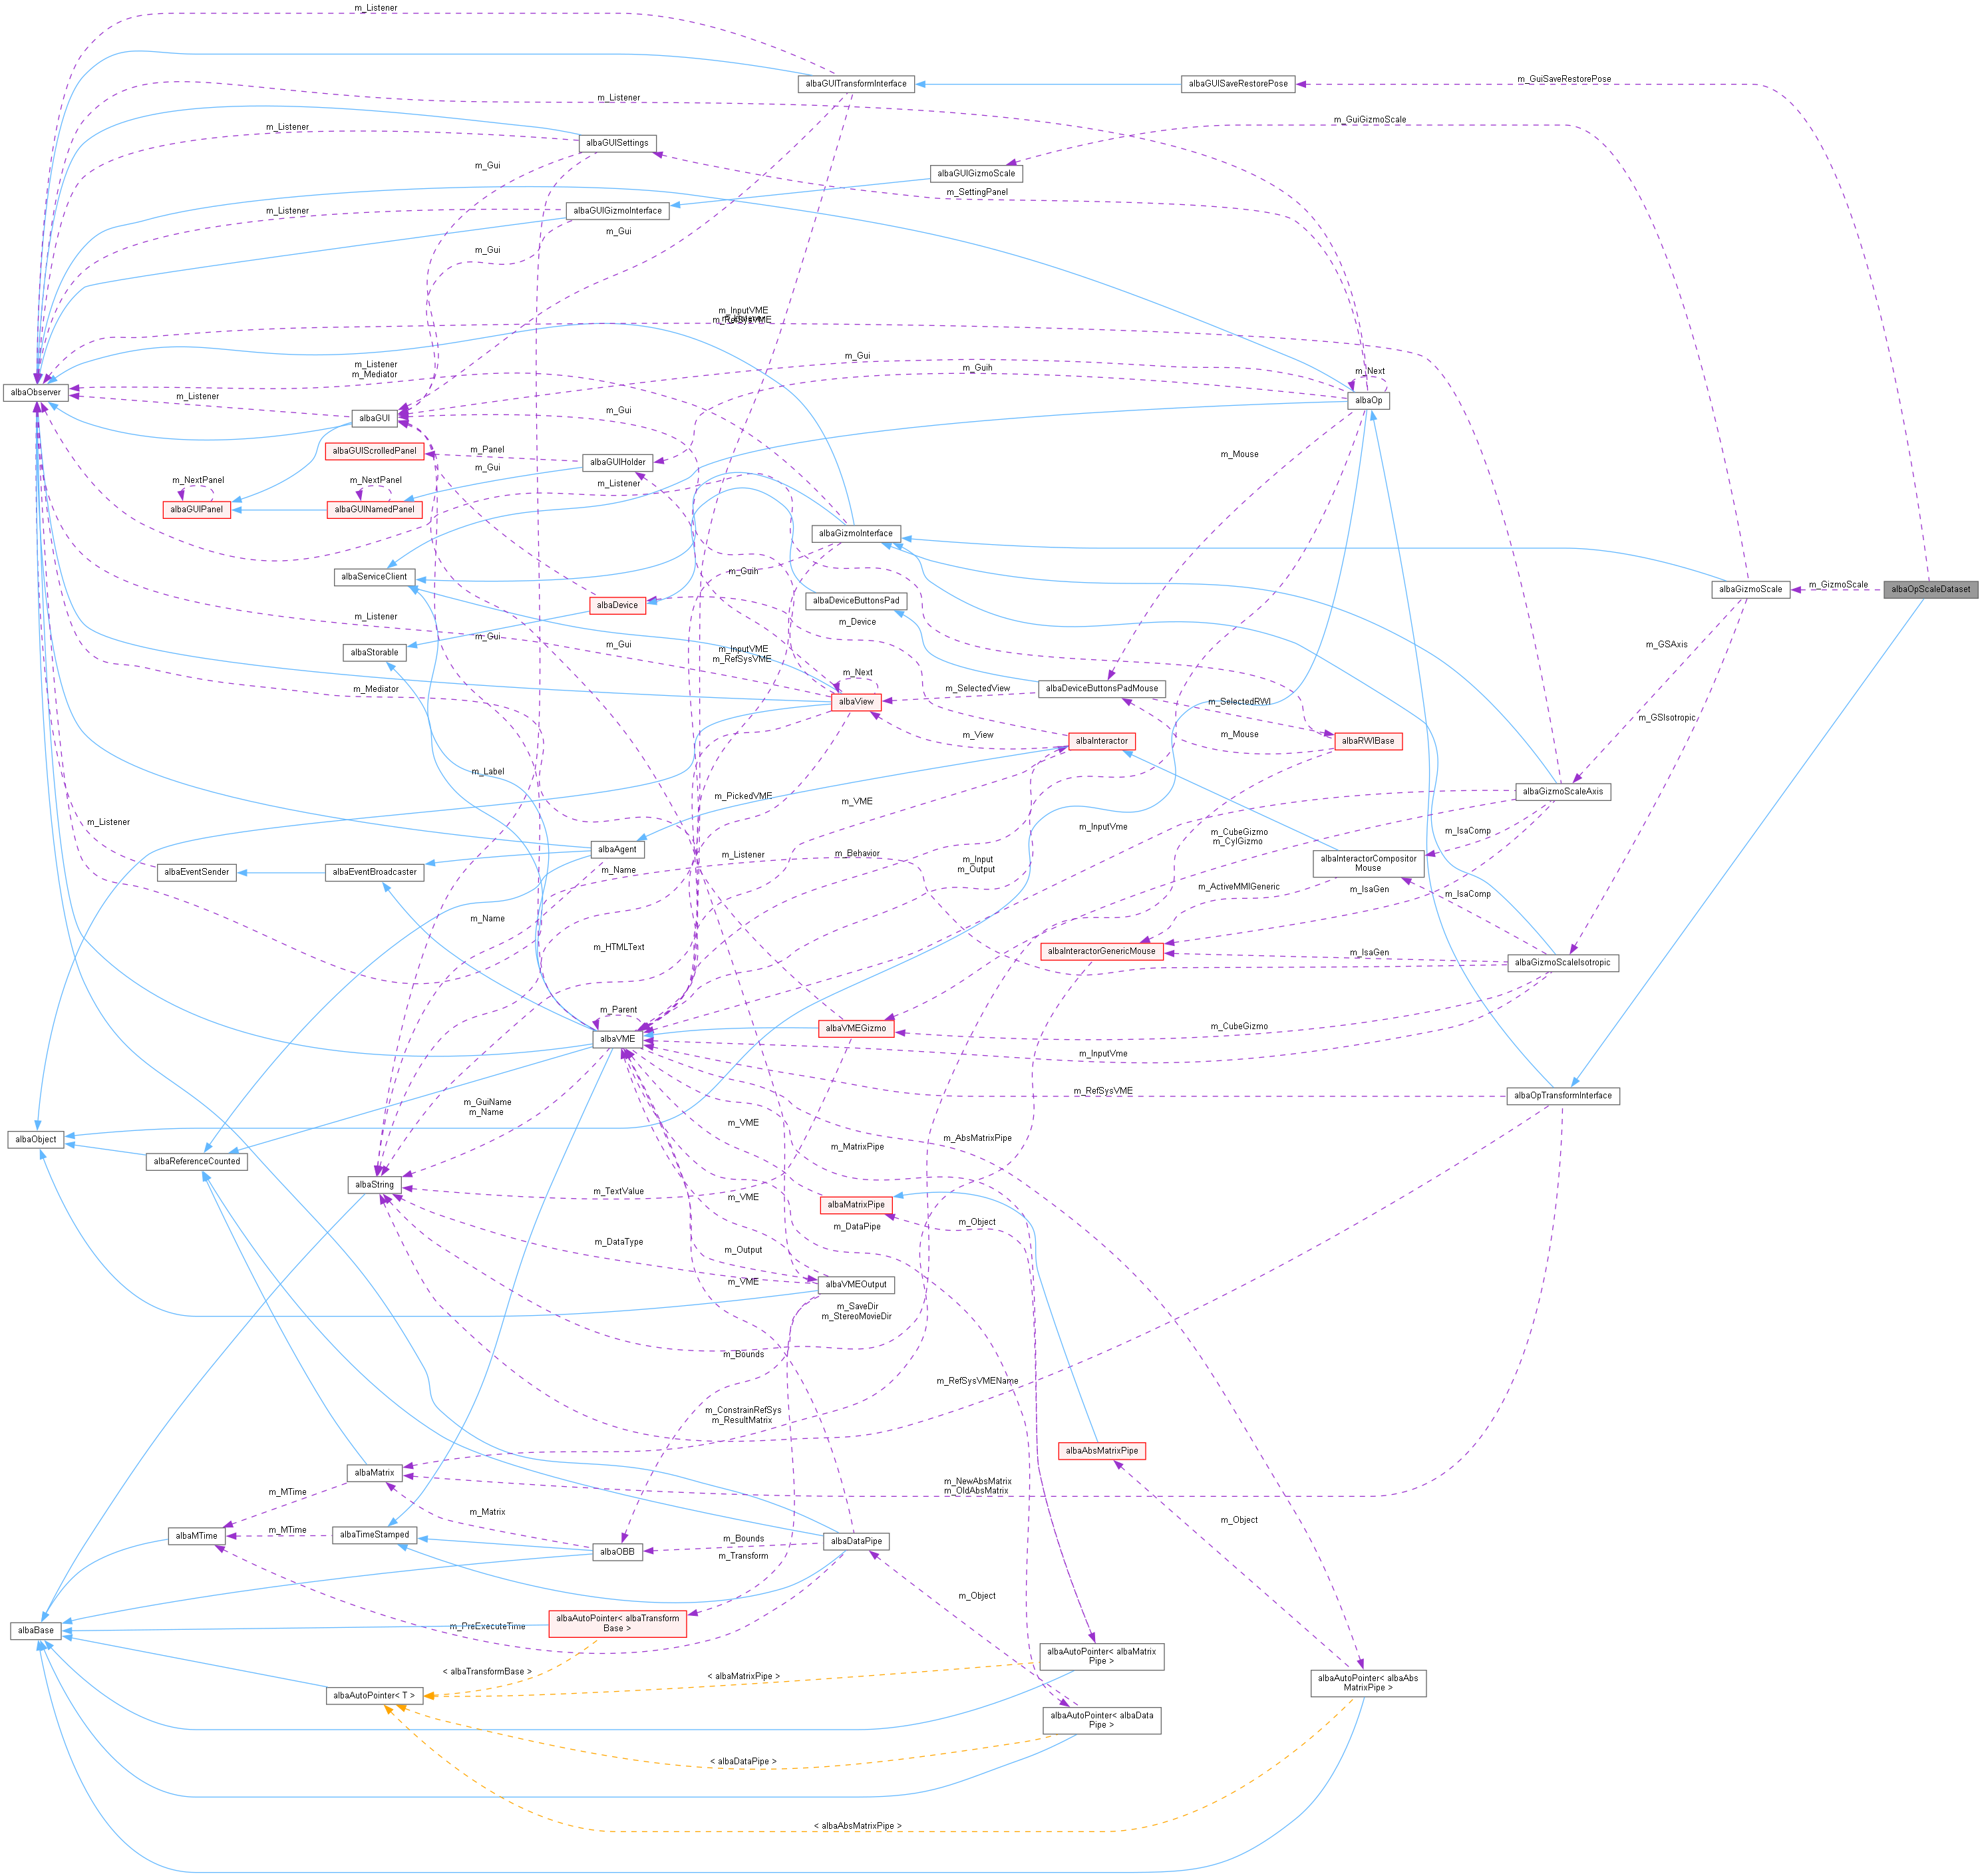 m_Listener
albaGUITransformInterface
albaGUISaveRestorePose
m_GuiSaveRestorePose
m_Listener
m_Listener
m_GuiGizmoScale
albaGUISettings
m_Gui
albaGUIGizmoScale
m_SettingPanel
m_Listener
albaGUIGizmoInterface
m_Gui
m_Gui
m_InputVME
m_RefSysVME
m_Listener
m_Mediator
m_Gui
m_Guih
m_Next
albaObserver
m_Listener
albaOp
albaGUI
m_Gui
albaGUIScrolledPanel
m_Panel
albaGUIHolder
m_Mouse
m_Gui
m_NextPanel
m_NextPanel
m_Listener
albaGUIPanel
albaGUINamedPanel
albaGizmoInterface
albaServiceClient
m_Guih
albaGizmoScale
m_GizmoScale
albaOpScaleDataset
albaDevice
albaDeviceButtonsPad
m_Listener
m_Device
m_Gui
m_Gui
m_GSAxis
albaStorable
m_InputVME
m_RefSysVME
m_Next
m_Mediator
m_SelectedView
albaDeviceButtonsPadMouse
albaView
m_SelectedRWI
m_GSIsotropic
m_View
albaInteractor
m_Mouse
albaRWIBase
m_Label
m_PickedVME
m_VME
albaGizmoScaleAxis
m_Listener
m_InputVme
m_CubeGizmo
m_CylGizmo
m_IsaComp
albaAgent
m_Listener
m_Behavior
m_Input
m_Output
albaInteractorCompositor
Mouse
albaEventSender
albaEventBroadcaster
m_Name
m_ActiveMMIGeneric
m_IsaGen
m_IsaComp
m_Name
m_HTMLText
albaInteractorGenericMouse
m_IsaGen
albaGizmoScaleIsotropic
m_Parent
albaVME
albaVMEGizmo
m_CubeGizmo
m_InputVme
m_RefSysVME
albaOpTransformInterface
m_GuiName
m_Name
m_VME
albaObject
m_MatrixPipe
m_AbsMatrixPipe
albaReferenceCounted
albaString
m_TextValue
m_VME
albaMatrixPipe
m_DataPipe
m_Object
m_DataType
m_Output
m_VME
albaVMEOutput
m_SaveDir
m_StereoMovieDir
m_Bounds
m_RefSysVMEName
m_ConstrainRefSys
m_ResultMatrix
albaAbsMatrixPipe
albaMatrix
m_NewAbsMatrix
m_OldAbsMatrix
m_MTime
m_Matrix
m_Object
albaMTime
m_MTime
albaTimeStamped
albaOBB
m_Bounds
albaDataPipe
m_Transform
m_Object
albaBase
m_PreExecuteTime
albaAutoPointer< albaTransform
Base >
albaAutoPointer< albaMatrix
Pipe >
< albaTransformBase >
< albaMatrixPipe >
albaAutoPointer< albaAbs
MatrixPipe >
albaAutoPointer< T >
albaAutoPointer< albaData
Pipe >
< albaDataPipe >
< albaAbsMatrixPipe >